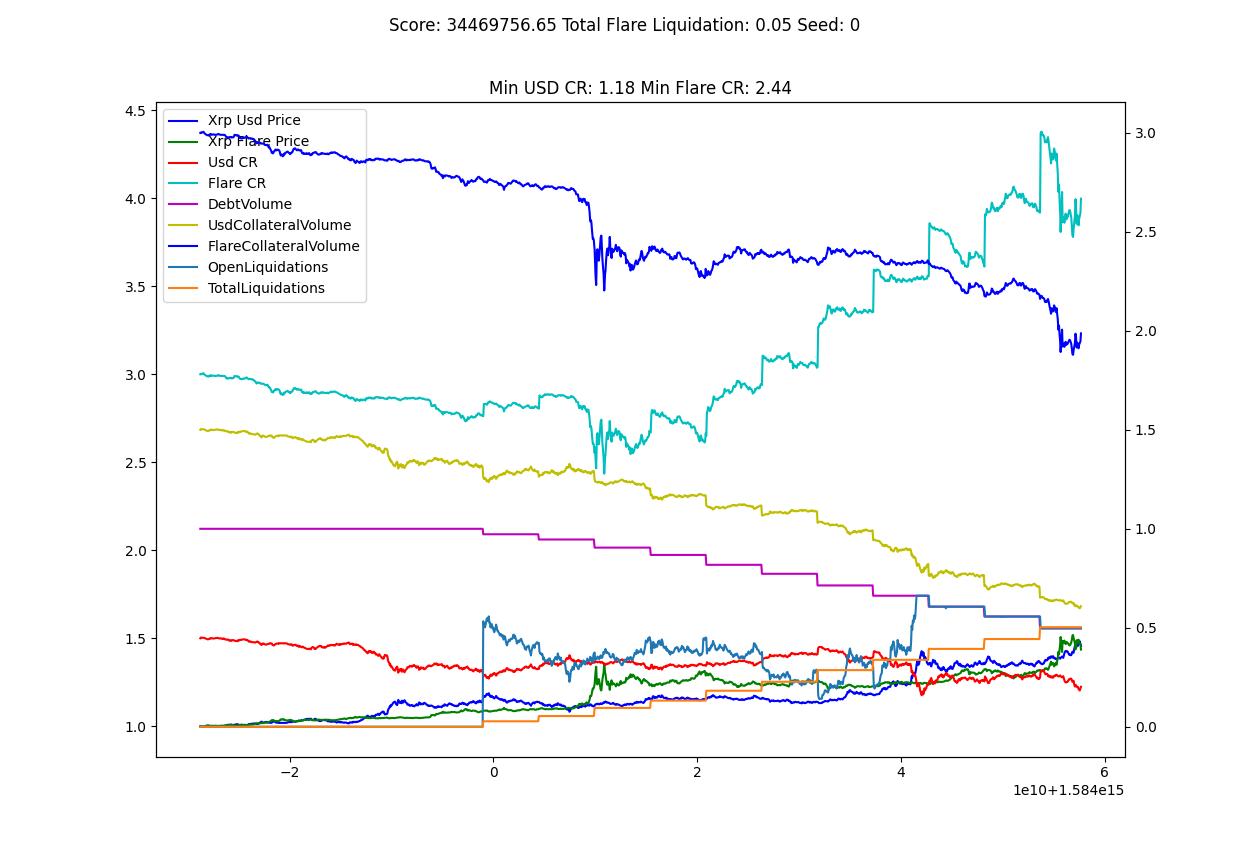 Score: 34469756.65 Total Flare Liquidation: 0.05 Seed: 0
Min USD CR: 1.18 Min Flare CR: 2.44
4.5
4.0
3.5
3.0
2.5
2.0
1.5
1.0
Xrp Usd Price
Xrp Flare Price
Usd CR
Flare CR
DebtVolume
UsdCollateralVolume
FlareCollateralVolume
OpenLiquidations
TotalLiquidations
3.0
2.5
2.0
1.5
1.0
0.5
0.0
−2 0 2 4 6
1e10+1.584e15